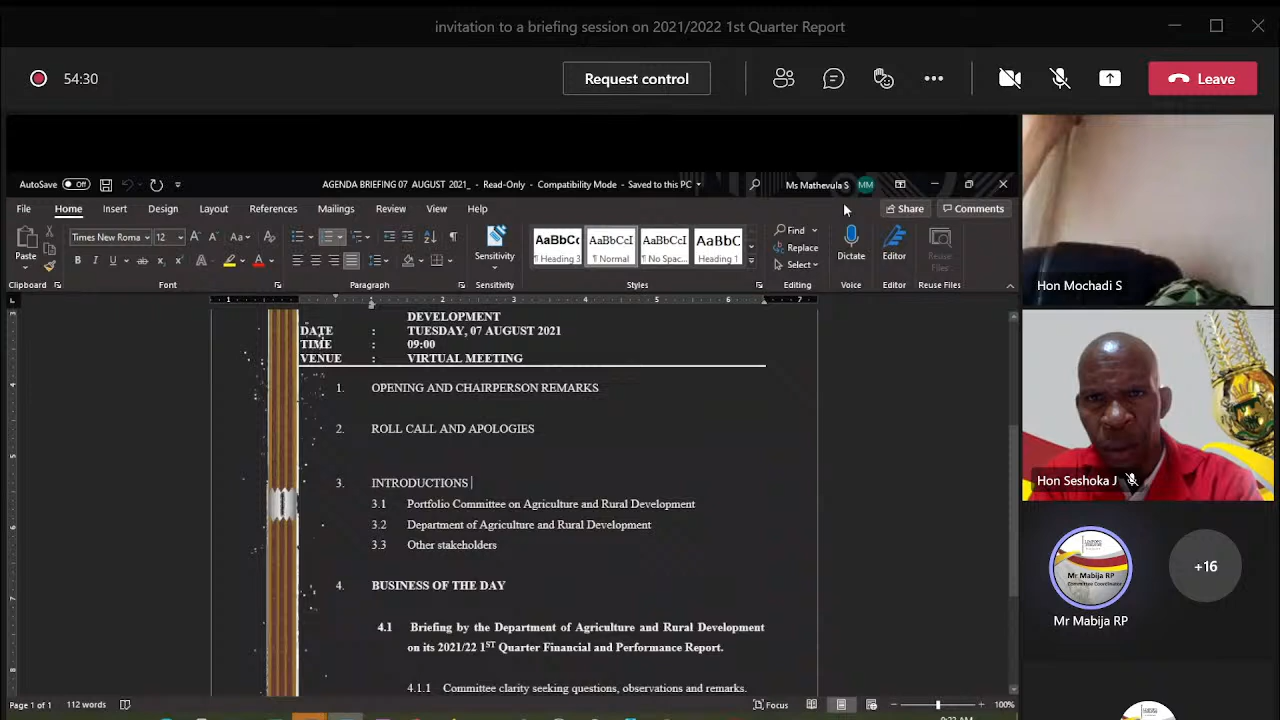 invitation to a briefing session on 2021/2022 1st Quarter Report
54:30
Request control
Leave
AutoSave Off
AGENDA BRIEFING 07 AUGUST 2021_ - Read-Only - Compatibility Mode - Saved to this PC
Ms Mathevula S MM
File Home Insert Design Layout References Mailings Review View Help
Share Comments
Times New Roma 12
Paste
Clipboard
Font
Paragraph
Sensitivity
Sensitivity
AaBbCc AaBbCcI AaBbCcI AaBbC
¶ Heading 3 ¶ Normal ¶ No Spac... Heading 1
Styles
Find
Replace
Select
Editing
Dictate
Voice
Editor
Editor
Reuse Files
Reuse Files
DEVELOPMENT
DATE : TUESDAY, 07 AUGUST 2021
TIME : 09:00
VENUE : VIRTUAL MEETING
1. OPENING AND CHAIRPERSON REMARKS
2. ROLL CALL AND APOLOGIES
3. INTRODUCTIONS
3.1 Portfolio Committee on Agriculture and Rural Development
3.2 Department of Agriculture and Rural Development
3.3 Other stakeholders
4. BUSINESS OF THE DAY
4.1 Briefing by the Department of Agriculture and Rural Development
on its 2021/22 1ST Quarter Financial and Performance Report.
4.1.1 Committee clarity seeking questions, observations and remarks.
Page 1 of 1 112 words
Focus
100%
Hon Mochadi S
Hon Seshoka J
Mr Mabija RP
Committee Coordinator
+16
Mr Mabija RP